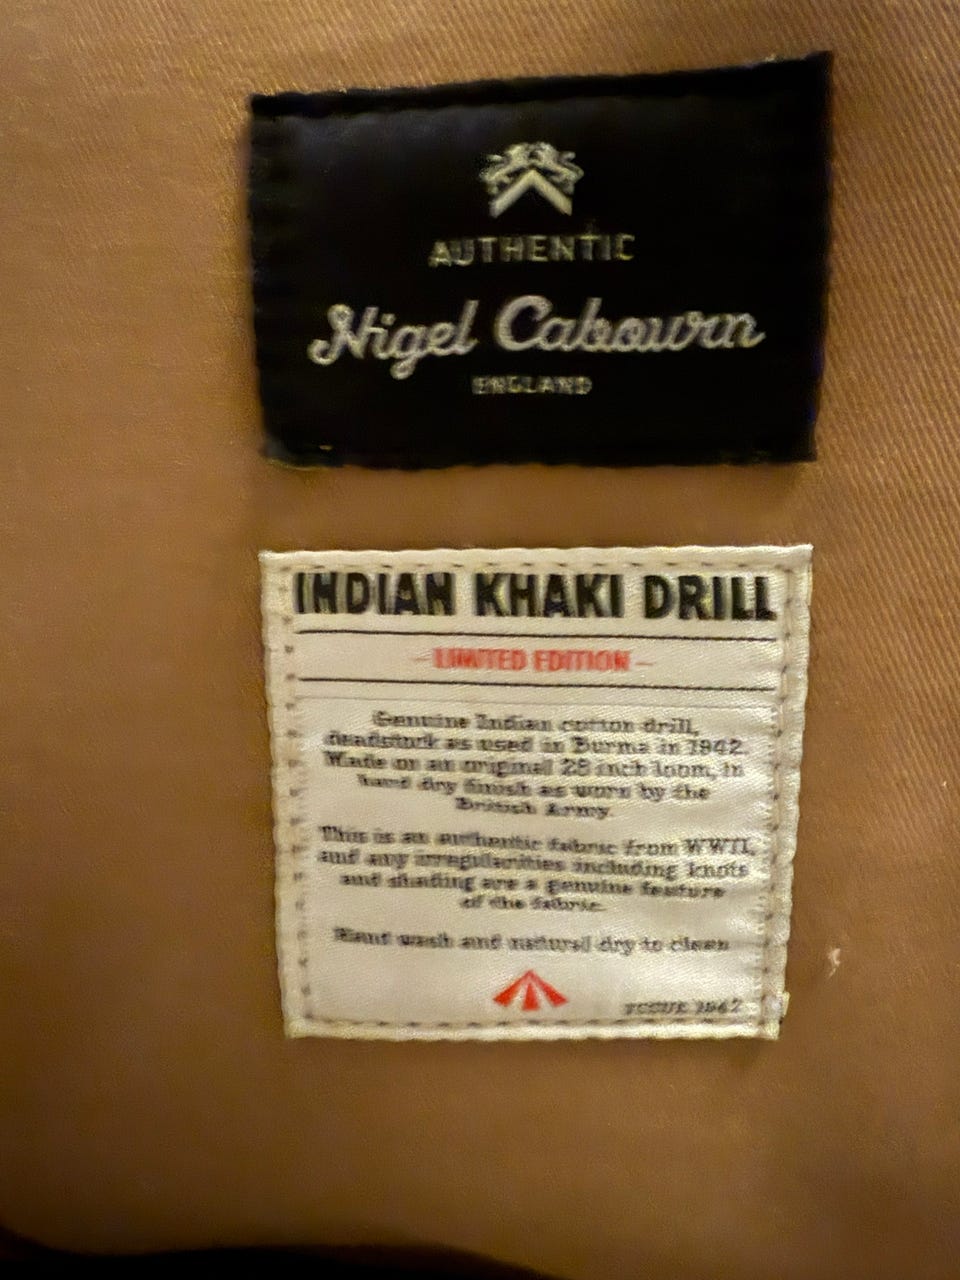 AUTHENTIC
Nigel Cabourn
ENGLAND
INDIAN KHAKI DRILL
– LIMITED EDITION –
Genuine Indian cotton drill,
deadstock as used in Burma in 1942.
Made on an original 28 inch loom, in
hard dry finish as worn by the
British Army.
This is an authentic fabric from WWII,
and any irregularities including knots
and shading are a genuine feature
of the fabric.
Hand wash and natural dry to clean
ISSUE 1942